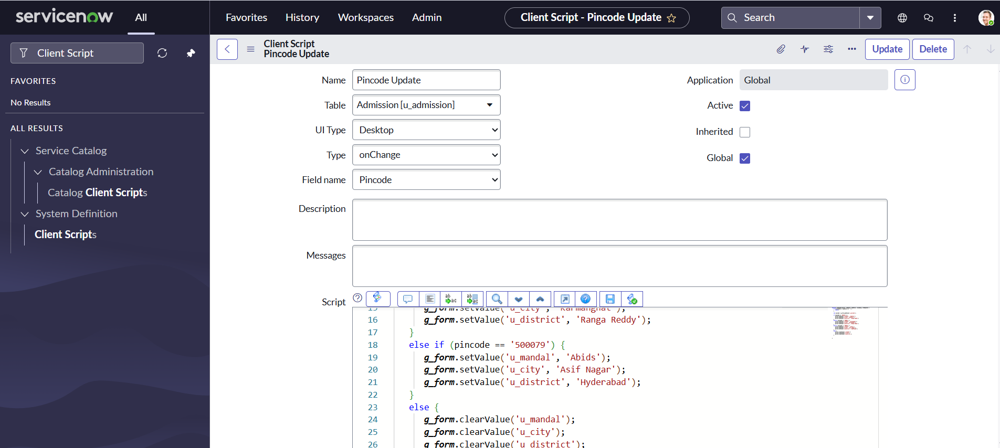 servicenow
All
Favorites
History
Workspaces
Admin
Client Script - Pincode Update
Search
Client Script
FAVORITES
No Results
ALL RESULTS
Service Catalog
Catalog Administration
Catalog Client Scripts
System Definition
Client Scripts
Client Script
Pincode Update
Update
Delete
Name
Pincode Update
Application
Global
Table
Admission [u_admission]
Active
UI Type
Desktop
Inherited
Type
onChange
Global
Field name
Pincode
Description
Messages
Script
15 g_form.setValue('u_city', 'Karmanghat');
16 g_form.setValue('u_district', 'Ranga Reddy');
17 }
18 else if (pincode == '500079') {
19 g_form.setValue('u_mandal', 'Abids');
20 g_form.setValue('u_city', 'Asif Nagar');
21 g_form.setValue('u_district', 'Hyderabad');
22 }
23 else {
24 g_form.clearValue('u_mandal');
25 g_form.clearValue('u_city');
26 g_form.clearValue('u_district');